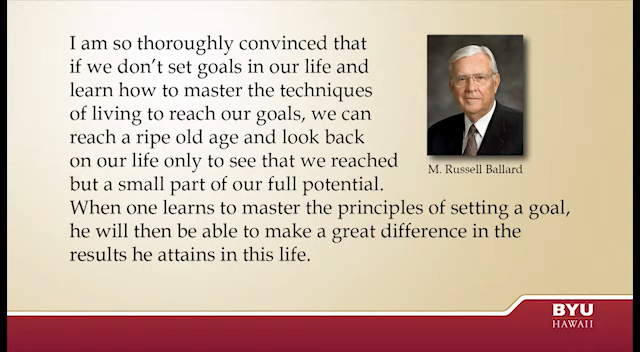 I am so thoroughly convinced that
if we don't set goals in our life and
learn how to master the techniques
of living to reach our goals, we can
reach a ripe old age and look back
on our life only to see that we reached
but a small part of our full potential.
When one learns to master the principles of setting a goal,
he will then be able to make a great difference in the
results he attains in this life.
M. Russell Ballard
BYU
HAWAII